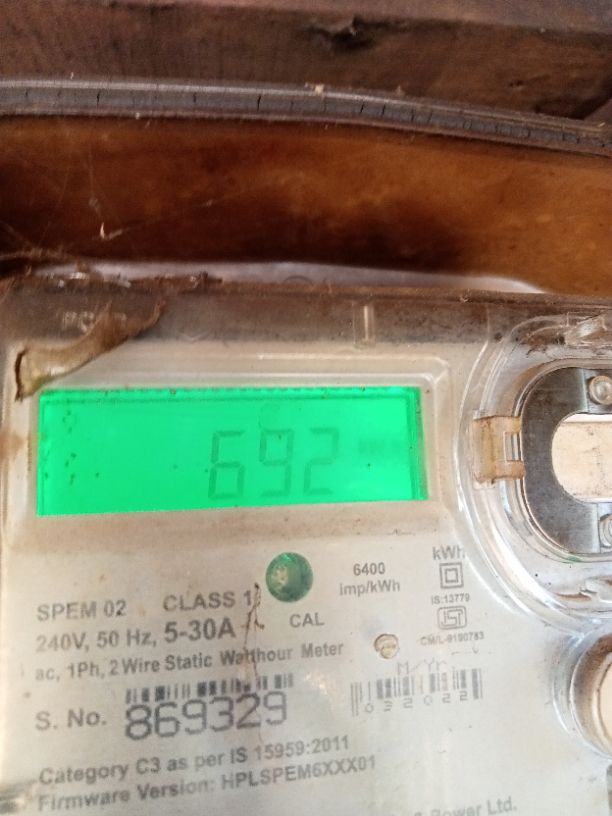 692
kWh
6400
imp/kWh
IS:13779
CM/L-9190783
SPEM 02 CLASS 1
CAL
240V, 50 Hz, 5-30A
ac, 1Ph, 2 Wire Static Watthour Meter
M/Yr
032022
S. No. 869329
Category C3 as per IS 15959:2011
Firmware Version: HPLSPEM6XXX01
& Power Ltd.